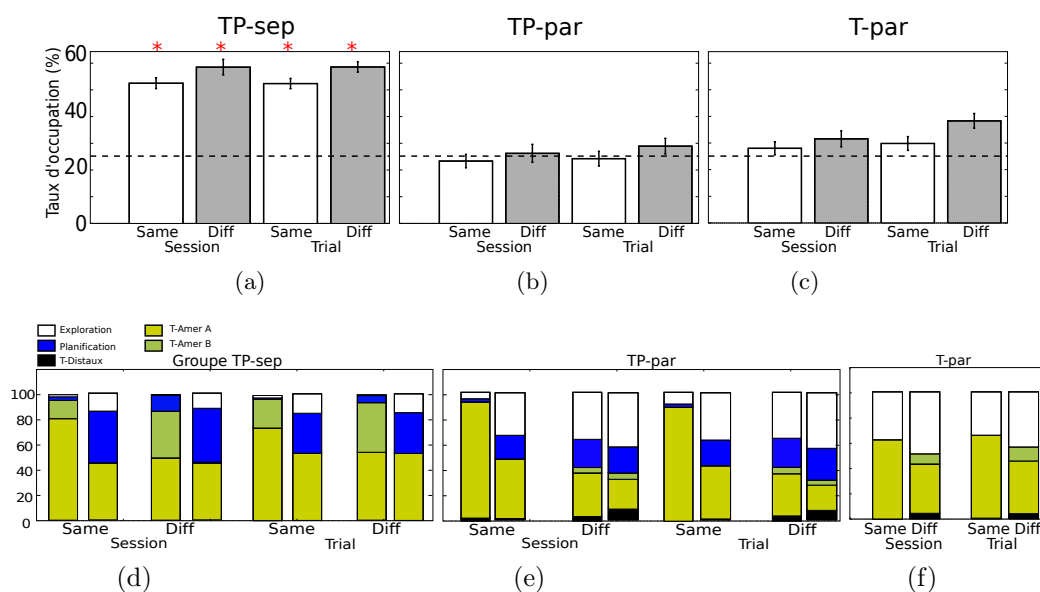 TP-sep TP-par T-par
* * * *
Taux d'occupation (%)
60
40
20
0
Same Diff Same Diff Same Diff Same Diff Same Diff Same Diff
Session Trial Session Trial Session Trial
(a) (b) (c)
Exploration T-Amer A
Planification T-Amer B
T-Distaux
Groupe TP-sep TP-par T-par
100
80
60
40
20
0
Same Diff Same Diff Same Diff Same Diff Same Diff Same Diff
Session Trial Session Trial Session Trial
(d) (e) (f)